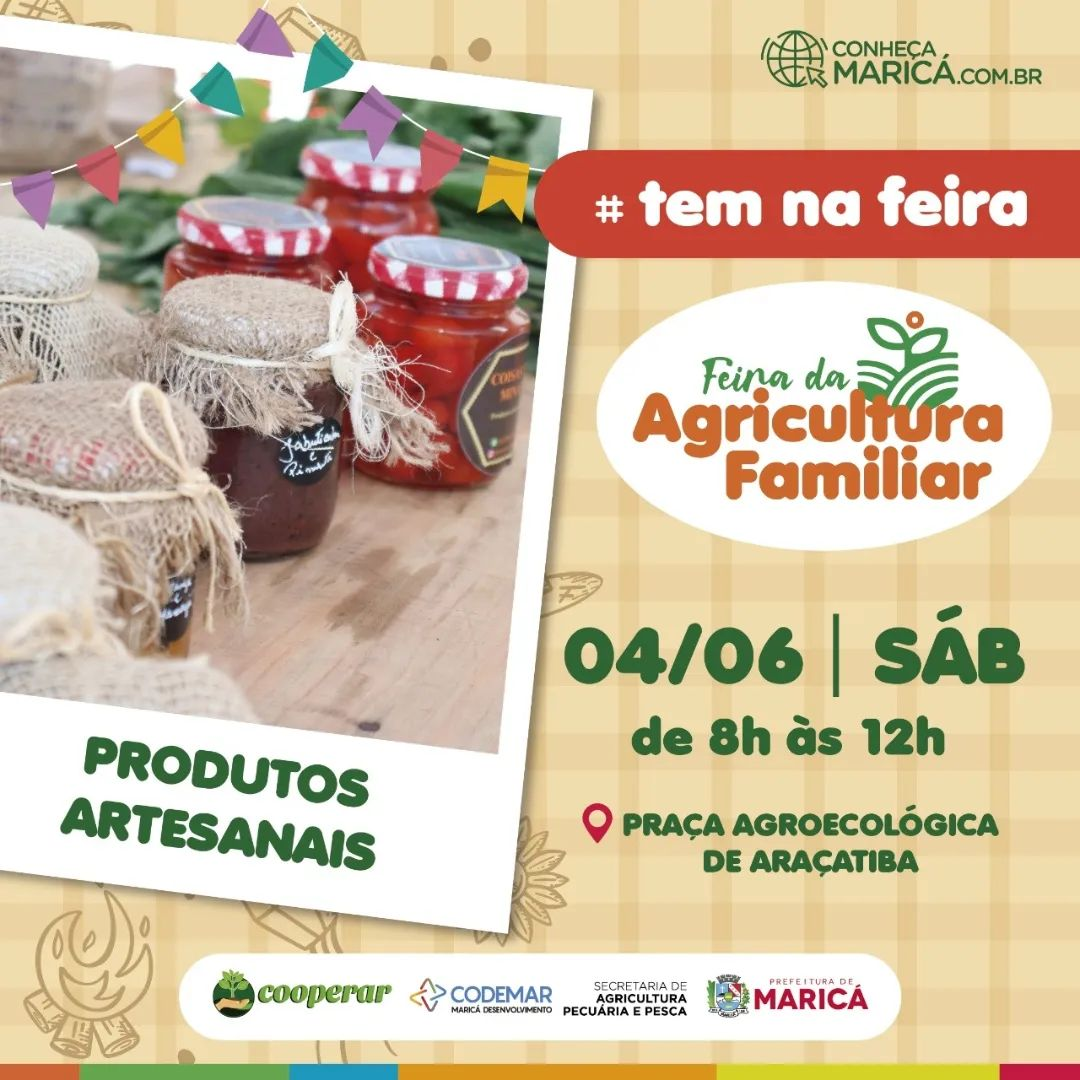 CONHEÇA
MARICÁ.COM.BR
# tem na feira
Feira da
Agricultura
Familiar
04/06 | SÁB
de 8h às 12h
PRAÇA AGROECOLÓGICA
DE ARAÇATIBA
PRODUTOS
ARTESANAIS
cooperar
CODEMAR
MARICÁ DESENVOLVIMENTO
SECRETARIA DE
AGRICULTURA
PECUÁRIA E PESCA
PREFEITURA DE
MARICÁ